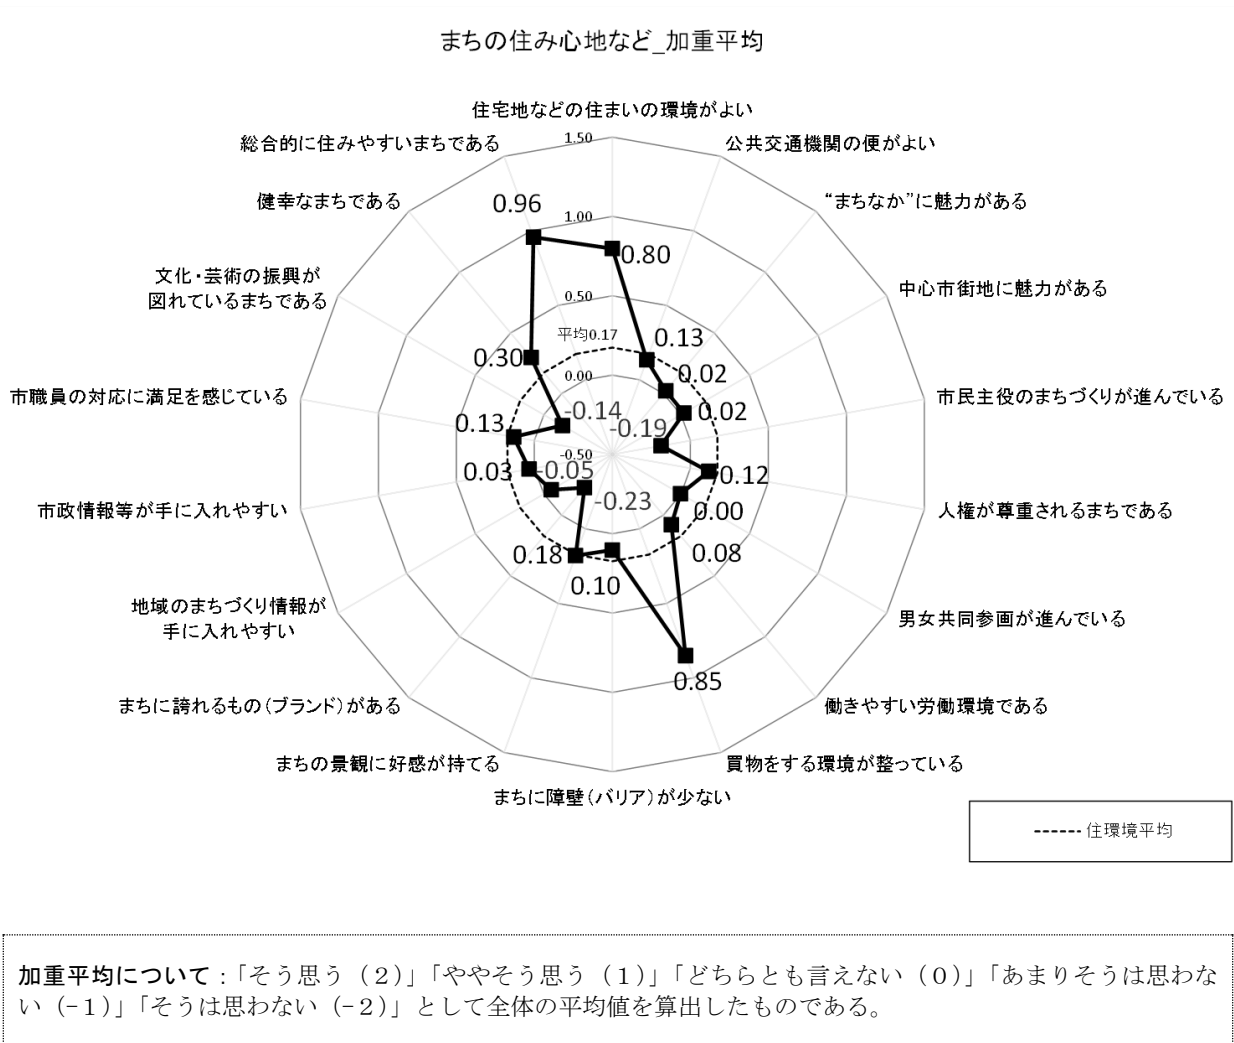 まちの住み心地など_加重平均
住宅地などの住まいの環境がよい
1.50
総合的に住みやすいまちである
公共交通機関の便がよい
健幸なまちである
“まちなか”に魅力がある
0.96
1.00
0.80
文化・芸術の振興が
図れているまちである
中心市街地に魅力がある
0.50
平均0.17
0.13
0.30
0.00
0.02
市職員の対応に満足を感じている
市民主役のまちづくりが進んでいる
-0.14
0.02
0.13
-0.19
-0.50
0.03
-0.05
0.12
市政情報等が手に入れやすい
-0.23
0.00
人権が尊重されるまちである
0.18
0.08
0.10
地域のまちづくり情報が
手に入れやすい
男女共同参画が進んでいる
0.85
まちに誇れるもの（ブランド）がある
働きやすい労働環境である
まちの景観に好感が持てる
買物をする環境が整っている
まちに障壁（バリア）が少ない
住環境平均
加重平均について：「そう思う（２）」「ややそう思う（１）」「どちらとも言えない（０）」「あまりそうは思わな
い（-１）」「そうは思わない（-２）」として全体の平均値を算出したものである。